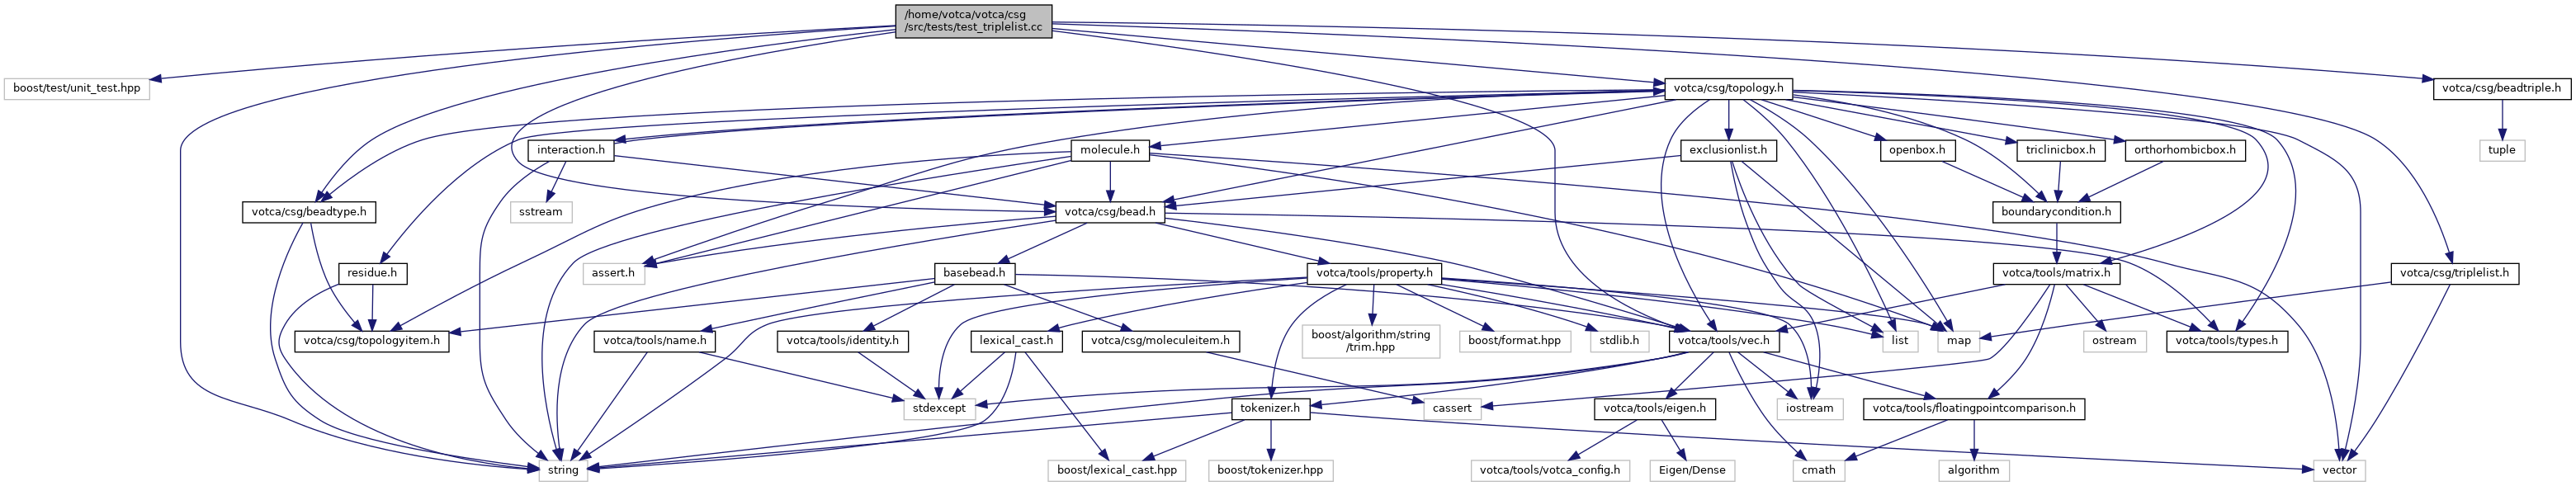 /home/votca/votca/csg
/src/tests/test_triplelist.cc
boost/test/unit_test.hpp
votca/csg/topology.h
votca/csg/beadtriple.h
interaction.h
molecule.h
exclusionlist.h
openbox.h
triclinicbox.h
orthorhombicbox.h
tuple
votca/csg/beadtype.h
sstream
votca/csg/bead.h
boundarycondition.h
residue.h
assert.h
basebead.h
votca/tools/property.h
votca/tools/matrix.h
votca/csg/triplelist.h
votca/csg/topologyitem.h
votca/tools/name.h
votca/tools/identity.h
lexical_cast.h
votca/csg/moleculeitem.h
boost/algorithm/string
/trim.hpp
boost/format.hpp
stdlib.h
votca/tools/vec.h
list
map
ostream
votca/tools/types.h
stdexcept
tokenizer.h
cassert
votca/tools/eigen.h
iostream
votca/tools/floatingpointcomparison.h
string
boost/lexical_cast.hpp
boost/tokenizer.hpp
votca/tools/votca_config.h
Eigen/Dense
cmath
algorithm
vector